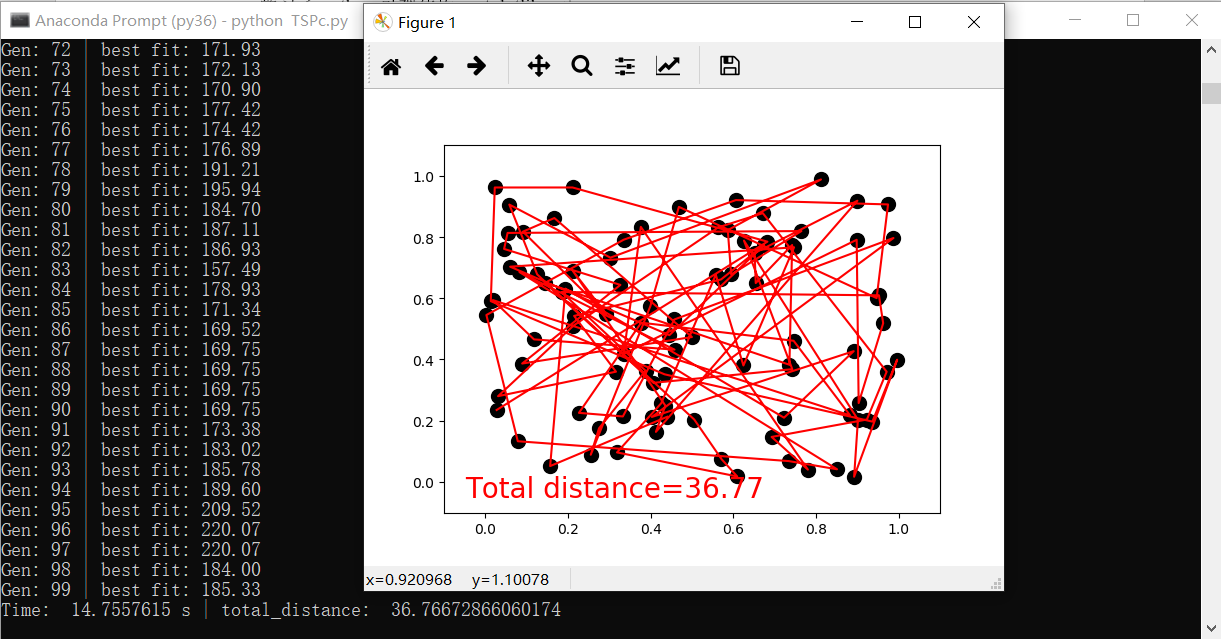 Anaconda Prompt (py36) - python  TSPc.py
Gen: 72 | best fit: 171.93
Gen: 73 | best fit: 172.13
Gen: 74 | best fit: 170.90
Gen: 75 | best fit: 177.42
Gen: 76 | best fit: 174.42
Gen: 77 | best fit: 176.89
Gen: 78 | best fit: 191.21
Gen: 79 | best fit: 195.94
Gen: 80 | best fit: 184.70
Gen: 81 | best fit: 187.11
Gen: 82 | best fit: 186.93
Gen: 83 | best fit: 157.49
Gen: 84 | best fit: 178.93
Gen: 85 | best fit: 171.34
Gen: 86 | best fit: 169.52
Gen: 87 | best fit: 169.75
Gen: 88 | best fit: 169.75
Gen: 89 | best fit: 169.75
Gen: 90 | best fit: 169.75
Gen: 91 | best fit: 173.38
Gen: 92 | best fit: 183.02
Gen: 93 | best fit: 185.78
Gen: 94 | best fit: 189.60
Gen: 95 | best fit: 209.52
Gen: 96 | best fit: 220.07
Gen: 97 | best fit: 220.07
Gen: 98 | best fit: 184.00
Gen: 99 | best fit: 185.33
Time:  14.7557615 s | total_distance:  36.76672866060174
Figure 1
1.0
0.8
0.6
0.4
0.2
0.0
Total distance=36.77
0.0 0.2 0.4 0.6 0.8 1.0
x=0.920968 y=1.10078